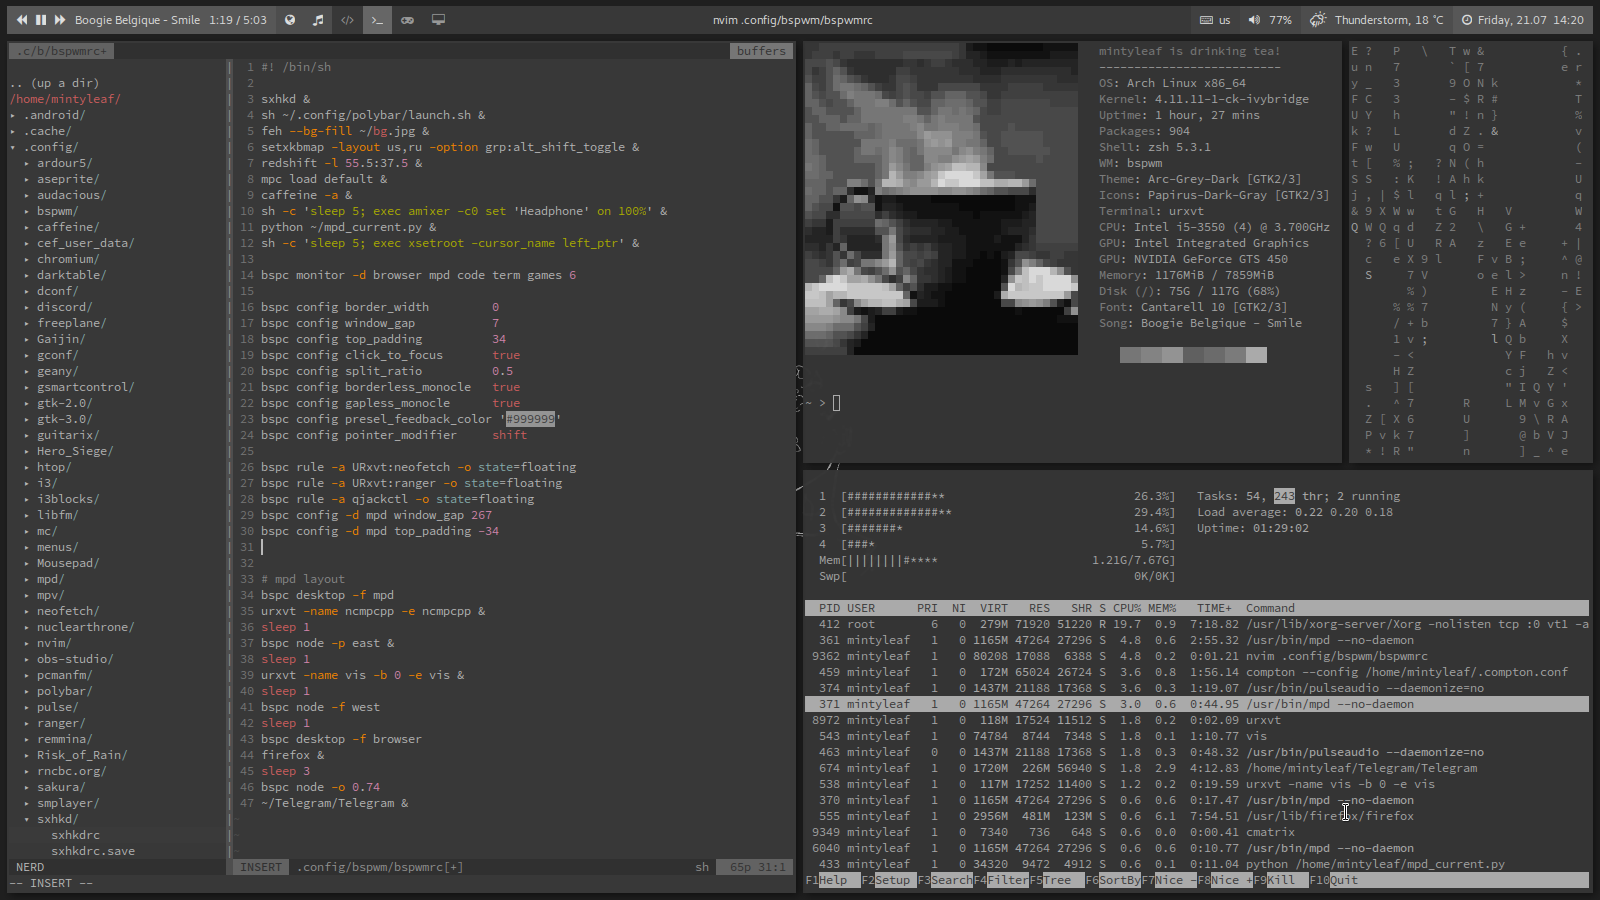 Boogie Belgique - Smile 1:19 / 5:03
nvim .config/bspwm/bspwmrc
us 77% Thunderstorm, 18 °C Friday, 21.07 14:20
.c/b/bspwmrc+
buffers
.. (up a dir)
/home/mintyleaf/
▸ .android/
▸ .cache/
▾ .config/
▸ ardour5/
▸ aseprite/
▸ audacious/
▸ bspwm/
▸ caffeine/
▸ cef_user_data/
▸ chromium/
▸ darktable/
▸ dconf/
▸ discord/
▸ freeplane/
▸ Gaijin/
▸ gconf/
▸ geany/
▸ gsmartcontrol/
▸ gtk-2.0/
▸ gtk-3.0/
▸ guitarix/
▸ Hero_Siege/
▸ htop/
▸ i3/
▸ i3blocks/
▸ libfm/
▸ mc/
▸ menus/
▸ Mousepad/
▸ mpd/
▸ mpv/
▸ neofetch/
▸ nuclearthrone/
▸ nvim/
▸ obs-studio/
▸ pcmanfm/
▸ polybar/
▸ pulse/
▸ ranger/
▸ remmina/
▸ Risk_of_Rain/
▸ rncbc.org/
▸ sakura/
▸ smplayer/
▾ sxhkd/
sxhkdrc
sxhkdrc.save
NERD
-- INSERT --
1 #! /bin/sh
2
3 sxhkd &
4 sh ~/.config/polybar/launch.sh &
5 feh --bg-fill ~/bg.jpg &
6 setxkbmap -layout us,ru -option grp:alt_shift_toggle &
7 redshift -l 55.5:37.5 &
8 mpc load default &
9 caffeine -a &
10 sh -c 'sleep 5; exec amixer -c0 set 'Headphone' on 100%' &
11 python ~/mpd_current.py &
12 sh -c 'sleep 5; exec xsetroot -cursor_name left_ptr' &
13
14 bspc monitor -d browser mpd code term games 6
15
16 bspc config border_width 0
17 bspc config window_gap 7
18 bspc config top_padding 34
19 bspc config click_to_focus true
20 bspc config split_ratio 0.5
21 bspc config borderless_monocle true
22 bspc config gapless_monocle true
23 bspc config presel_feedback_color '#999999'
24 bspc config pointer_modifier shift
25
26 bspc rule -a URxvt:neofetch -o state=floating
27 bspc rule -a URxvt:ranger -o state=floating
28 bspc rule -a qjackctl -o state=floating
29 bspc config -d mpd window_gap 267
30 bspc config -d mpd top_padding -34
31
32
33 # mpd layout
34 bspc desktop -f mpd
35 urxvt -name ncmpcpp -e ncmpcpp &
36 sleep 1
37 bspc node -p east &
38 sleep 1
39 urxvt -name vis -b 0 -e vis &
40 sleep 1
41 bspc node -f west
42 sleep 1
43 bspc desktop -f browser
44 firefox &
45 sleep 3
46 bspc node -o 0.74
47 ~/Telegram/Telegram &
INSERT .config/bspwm/bspwmrc[+] sh 65p 31:1
mintyleaf is drinking tea!
--------------------------
OS: Arch Linux x86_64
Kernel: 4.11.11-1-ck-ivybridge
Uptime: 1 hour, 27 mins
Packages: 904
Shell: zsh 5.3.1
WM: bspwm
Theme: Arc-Grey-Dark [GTK2/3]
Icons: Papirus-Dark-Gray [GTK2/3]
Terminal: urxvt
CPU: Intel i5-3550 (4) @ 3.700GHz
GPU: Intel Integrated Graphics
GPU: NVIDIA GeForce GTS 450
Memory: 1176MiB / 7859MiB
Disk (/): 75G / 117G (68%)
Font: Cantarell 10 [GTK2/3]
Song: Boogie Belgique - Smile
~ >
1 [############** 26.3%]
2 [#############** 29.4%]
3 [#######* 14.6%]
4 [###* 5.7%]
Mem[||||||||#**** 1.21G/7.67G]
Swp[ 0K/0K]
Tasks: 54, 243 thr; 2 running
Load average: 0.22 0.20 0.18
Uptime: 01:29:02
PID USER PRI NI VIRT RES SHR S CPU% MEM% TIME+ Command
412 root 6 0 279M 71920 51220 R 19.7 0.9 7:18.82 /usr/lib/xorg-server/Xorg -nolisten tcp :0 vt1 -a
361 mintyleaf 1 0 1165M 47264 27296 S 4.8 0.6 2:55.32 /usr/bin/mpd --no-daemon
9362 mintyleaf 1 0 80208 17088 6388 S 4.8 0.2 0:01.21 nvim .config/bspwm/bspwmrc
459 mintyleaf 1 0 172M 65024 26724 S 3.6 0.8 1:56.14 compton --config /home/mintyleaf/.compton.conf
374 mintyleaf 1 0 1437M 21188 17368 S 3.6 0.3 1:19.07 /usr/bin/pulseaudio --daemonize=no
371 mintyleaf 1 0 1165M 47264 27296 S 3.0 0.6 0:44.95 /usr/bin/mpd --no-daemon
8972 mintyleaf 1 0 118M 17524 11512 S 1.8 0.2 0:02.09 urxvt
543 mintyleaf 1 0 74784 8744 7348 S 1.8 0.1 1:10.77 vis
463 mintyleaf 0 0 1437M 21188 17368 S 1.8 0.3 0:48.32 /usr/bin/pulseaudio --daemonize=no
674 mintyleaf 1 0 1720M 226M 56940 S 1.8 2.9 4:12.83 /home/mintyleaf/Telegram/Telegram
538 mintyleaf 1 0 117M 17252 11400 S 1.2 0.2 0:19.59 urxvt -name vis -b 0 -e vis
370 mintyleaf 1 0 1165M 47264 27296 S 0.6 0.6 0:17.47 /usr/bin/mpd --no-daemon
555 mintyleaf 1 0 2956M 481M 123M S 0.6 6.1 7:54.51 /usr/lib/firefox/firefox
9349 mintyleaf 1 0 7340 736 648 S 0.6 0.0 0:00.41 cmatrix
6040 mintyleaf 1 0 1165M 47264 27296 S 0.6 0.6 0:10.77 /usr/bin/mpd --no-daemon
433 mintyleaf 1 0 34320 9472 4912 S 0.6 0.1 0:11.04 python /home/mintyleaf/mpd_current.py
F1Help F2Setup F3SearchF4FilterF5Tree F6SortByF7Nice -F8Nice +F9Kill F10Quit